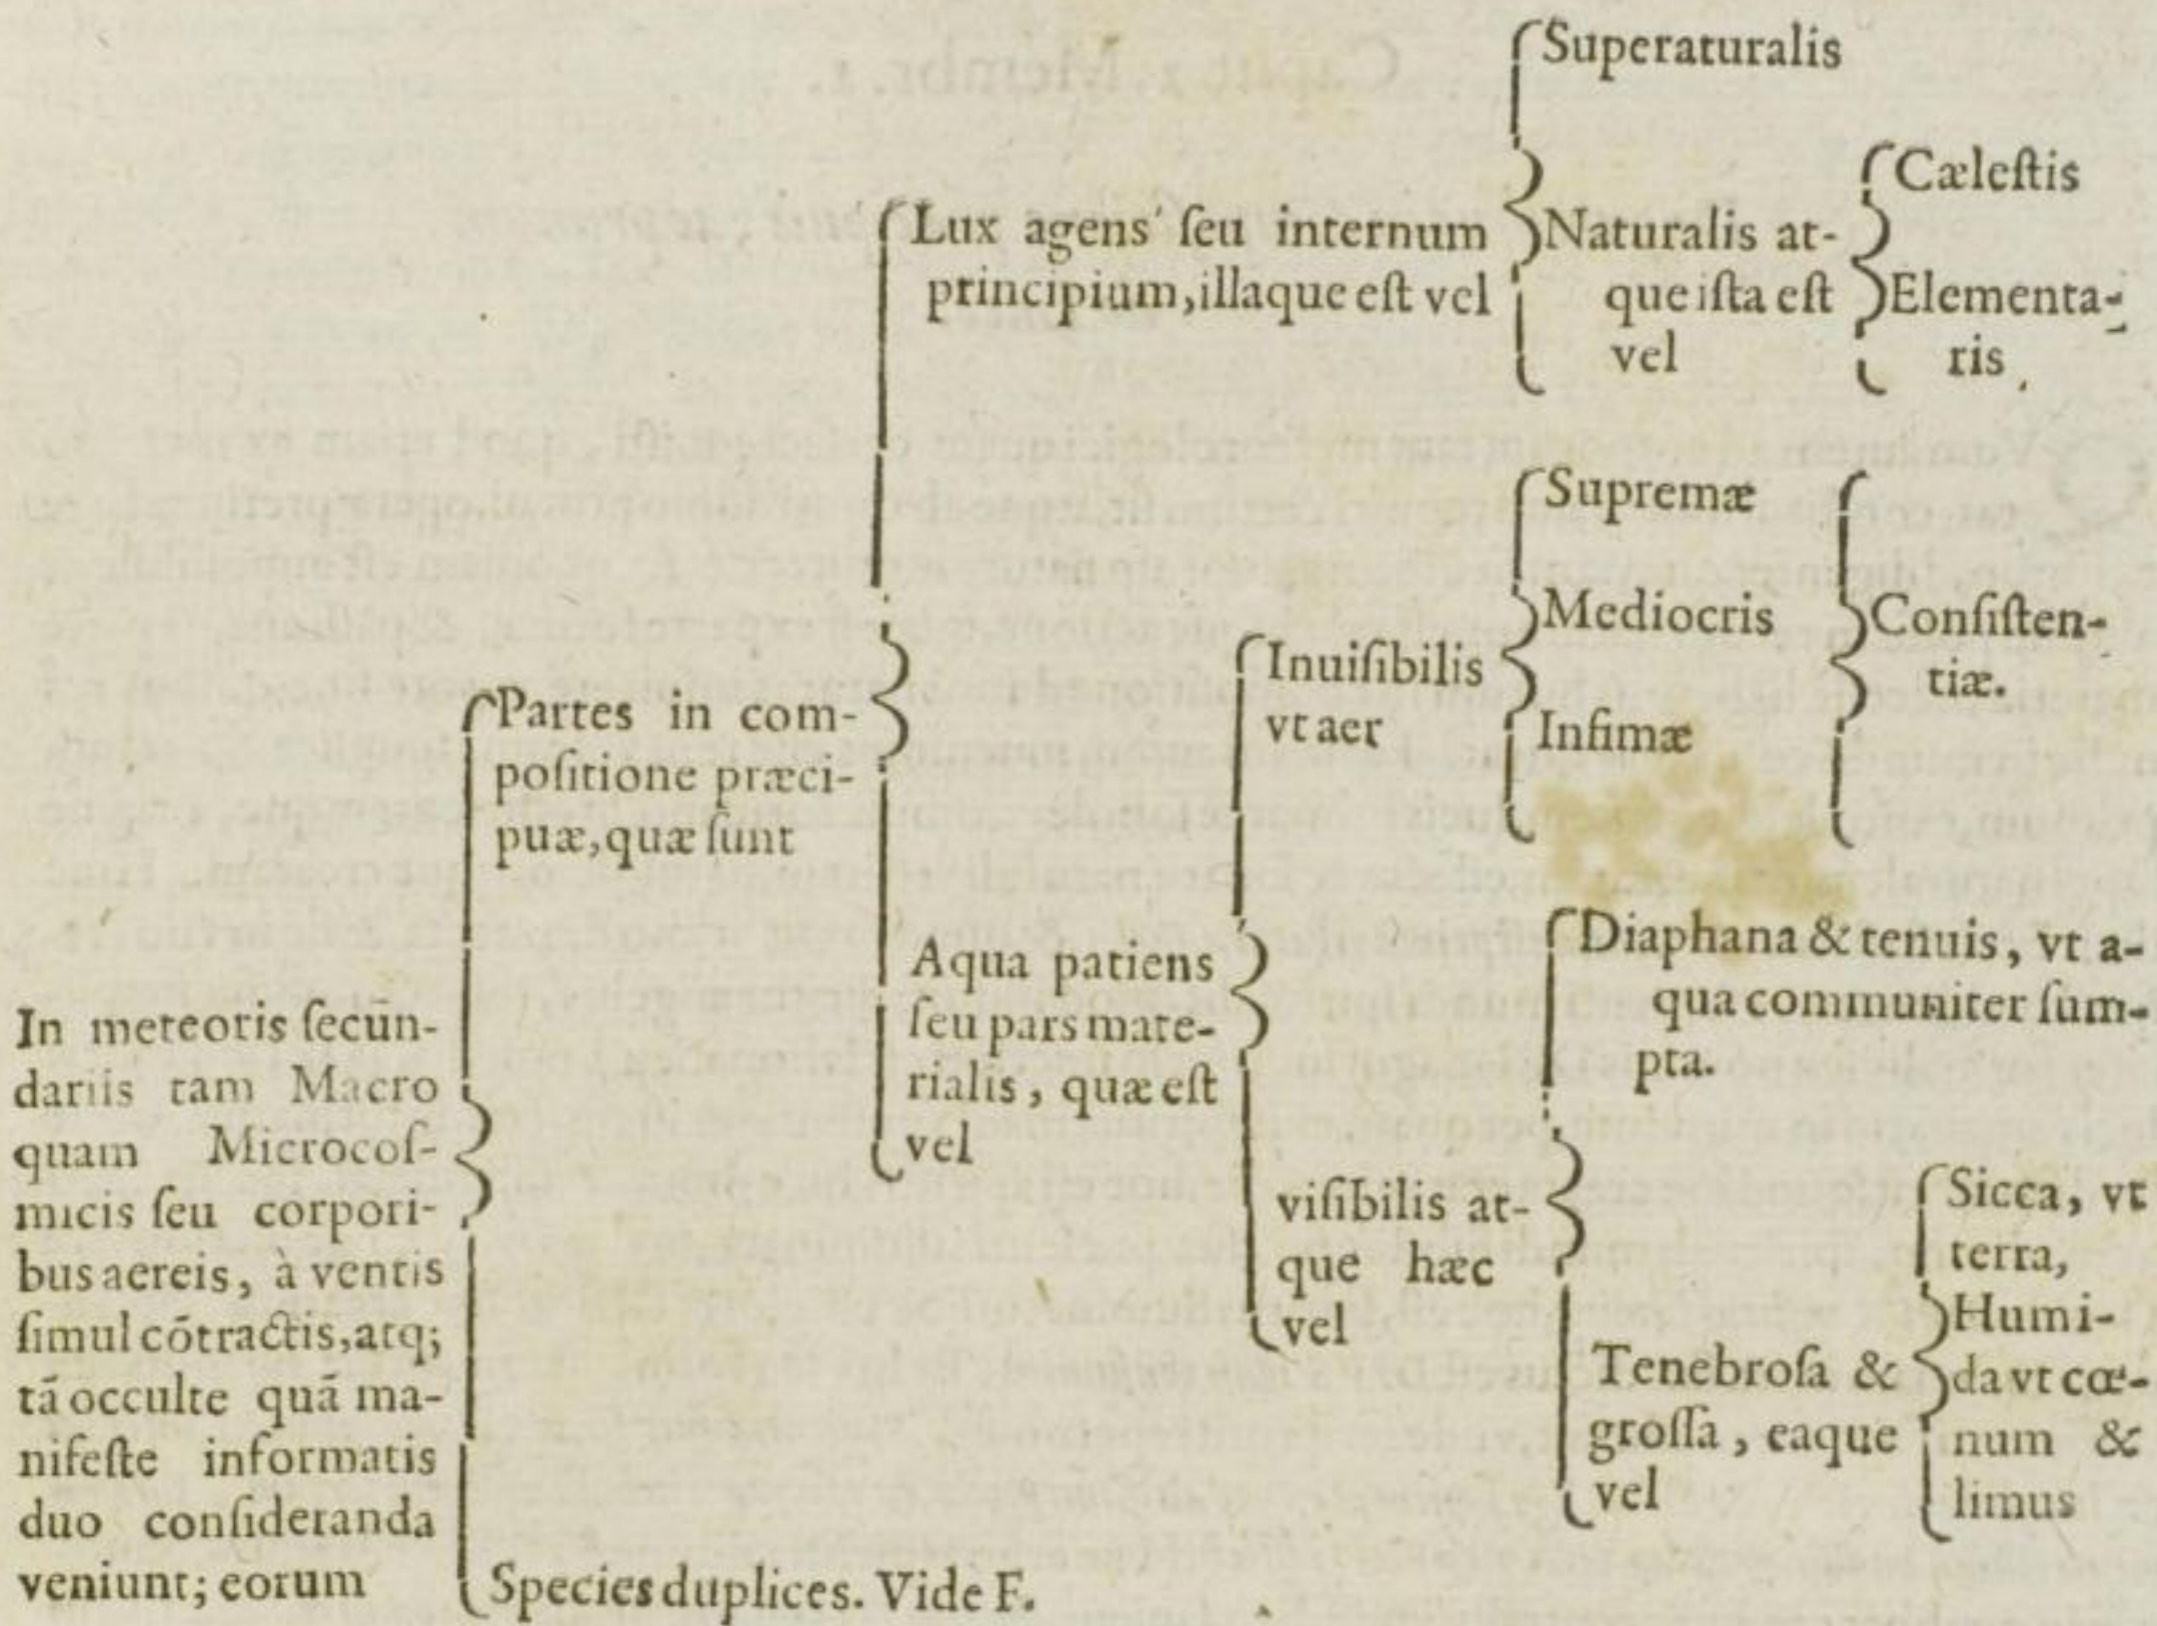 In meteoris secūn-
dariis tam Macro
quam Microcoſ-
micis ſeu corpori-
bus aereis, à ventis
ſimul cōtractis, atq;
tā occulte quā ma-
nifeſte informatis
duo conſideranda
veniunt; eorum
Partes in com-
poſitione præci-
puæ, quæ ſunt
Lux agens ſeu internum
principium, illaque eſt vel
Superaturalis
Naturalis at-
que iſta eſt
vel
Cæleſtis
Elementa-
ris
Aqua patiens
ſeu pars mate-
rialis, quæ eſt
vel
Inuiſibilis
vt aer
Supremæ
Mediocris
Infimæ
Conſiſten-
tiæ.
viſibilis at-
que hæc
vel
Diaphana & tenuis, vt a-
qua communiter ſum-
pta.
Tenebroſa &
groſſa, eaque
vel
Sicca, vt
terra,
Humi-
da vt cœ-
num &
limus
Species duplices. Vide F.